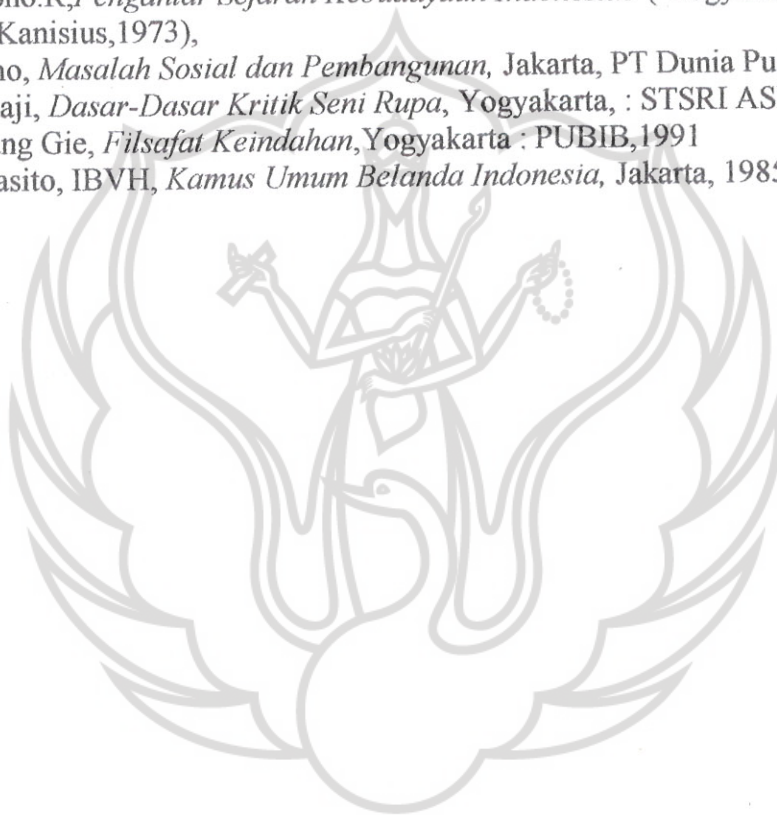 Kanisius,1973),
no, Masalah Sosial dan Pembangunan, Jakarta, PT Dunia Pu
aji, Dasar-Dasar Kritik Seni Rupa, Yogyakarta, : STSRI AS
ng Gie, Filsafat Keindahan,Yogyakarta : PUBIB,1991
asito, IBVH, Kamus Umum Belanda Indonesia, Jakarta, 1985